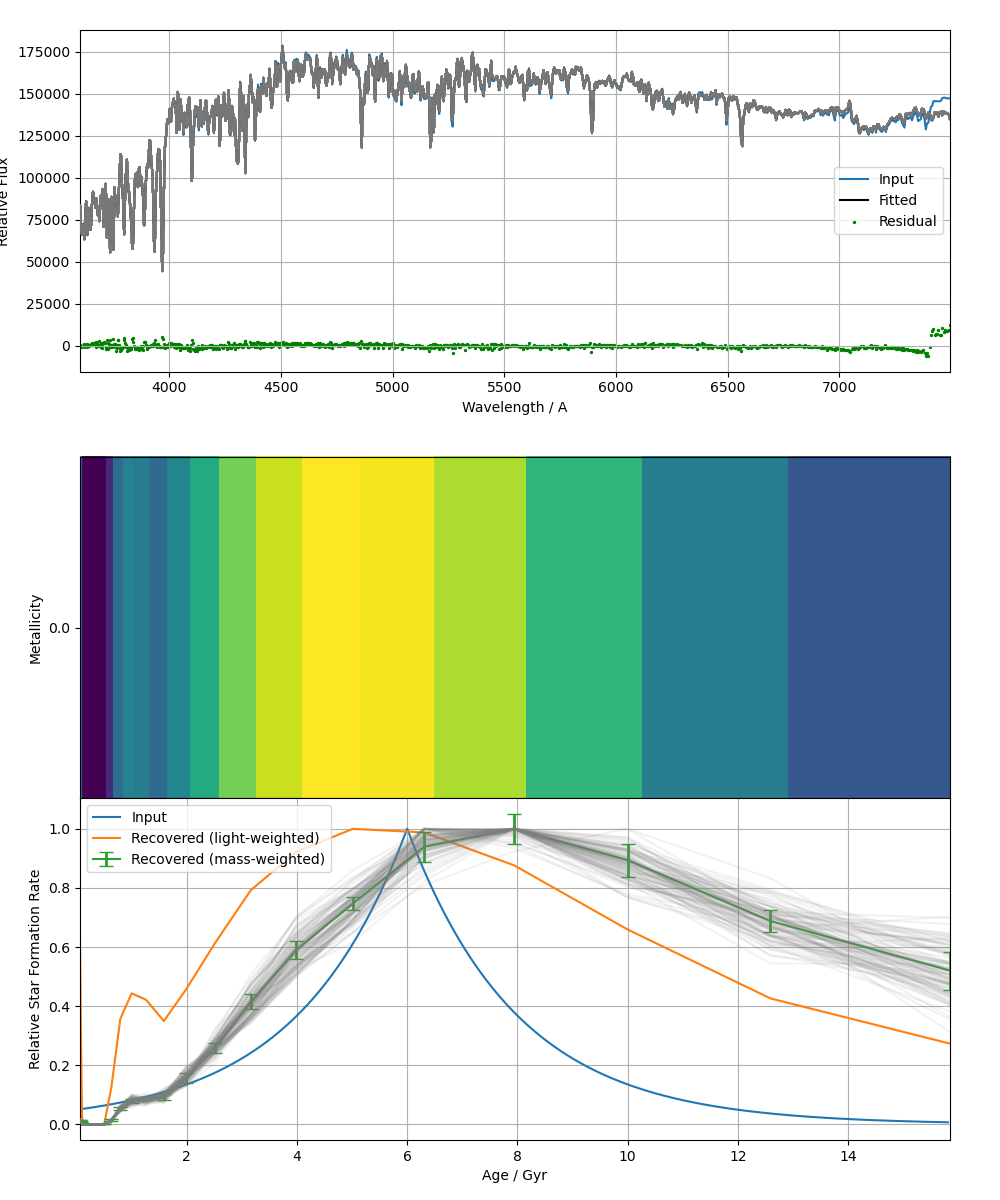 175000
150000
125000
100000
75000
50000
25000
0
Relative Flux
Input
Fitted
Residual
4000 4500 5000 5500 6000 6500 7000
Wavelength / A
Metallicity
0.0
Input
Recovered (light-weighted)
Recovered (mass-weighted)
1.0
0.8
0.6
0.4
0.2
0.0
Relative Star Formation Rate
2 4 6 8 10 12 14
Age / Gyr